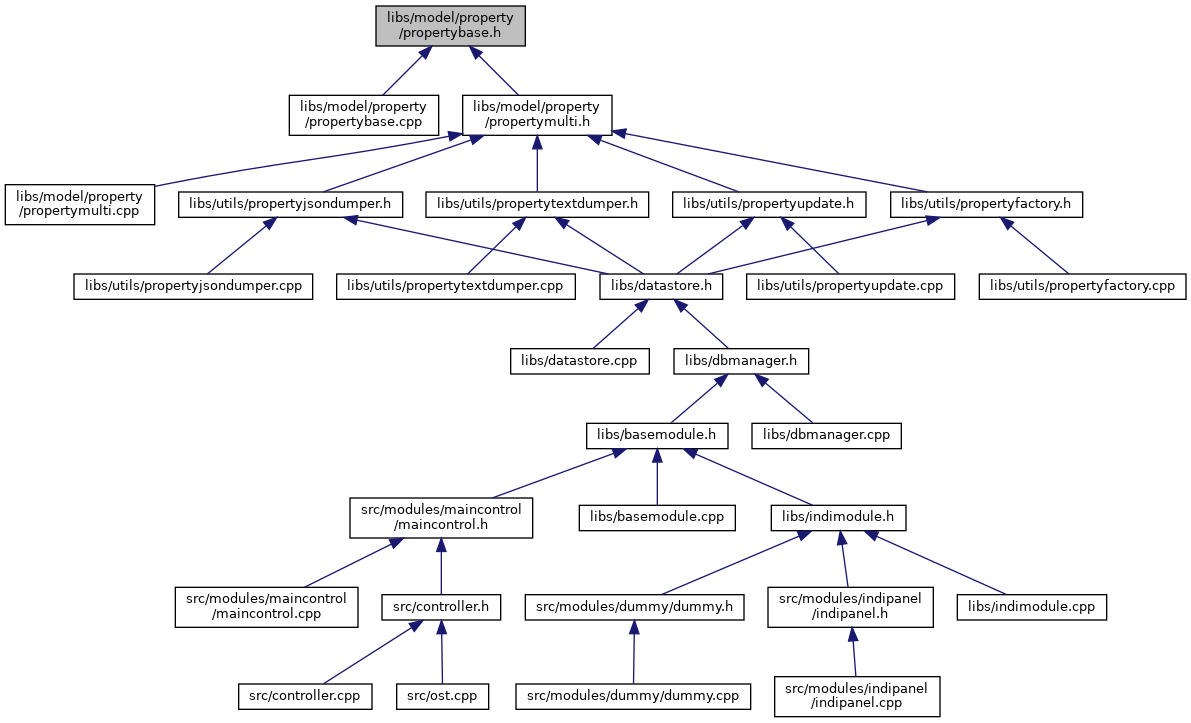 libs/model/property
/propertybase.h
libs/model/property
/propertybase.cpp
libs/model/property
/propertymulti.h
libs/model/property
/propertymulti.cpp
libs/utils/propertyjsondumper.h
libs/utils/propertytextdumper.h
libs/utils/propertyupdate.h
libs/utils/propertyfactory.h
libs/utils/propertyjsondumper.cpp
libs/utils/propertytextdumper.cpp
libs/datastore.h
libs/utils/propertyupdate.cpp
libs/utils/propertyfactory.cpp
libs/datastore.cpp
libs/dbmanager.h
libs/basemodule.h
libs/dbmanager.cpp
src/modules/maincontrol
/maincontrol.h
libs/basemodule.cpp
libs/indimodule.h
src/modules/maincontrol
/maincontrol.cpp
src/controller.h
src/modules/dummy/dummy.h
src/modules/indipanel
/indipanel.h
libs/indimodule.cpp
src/controller.cpp
src/ost.cpp
src/modules/dummy/dummy.cpp
src/modules/indipanel
/indipanel.cpp